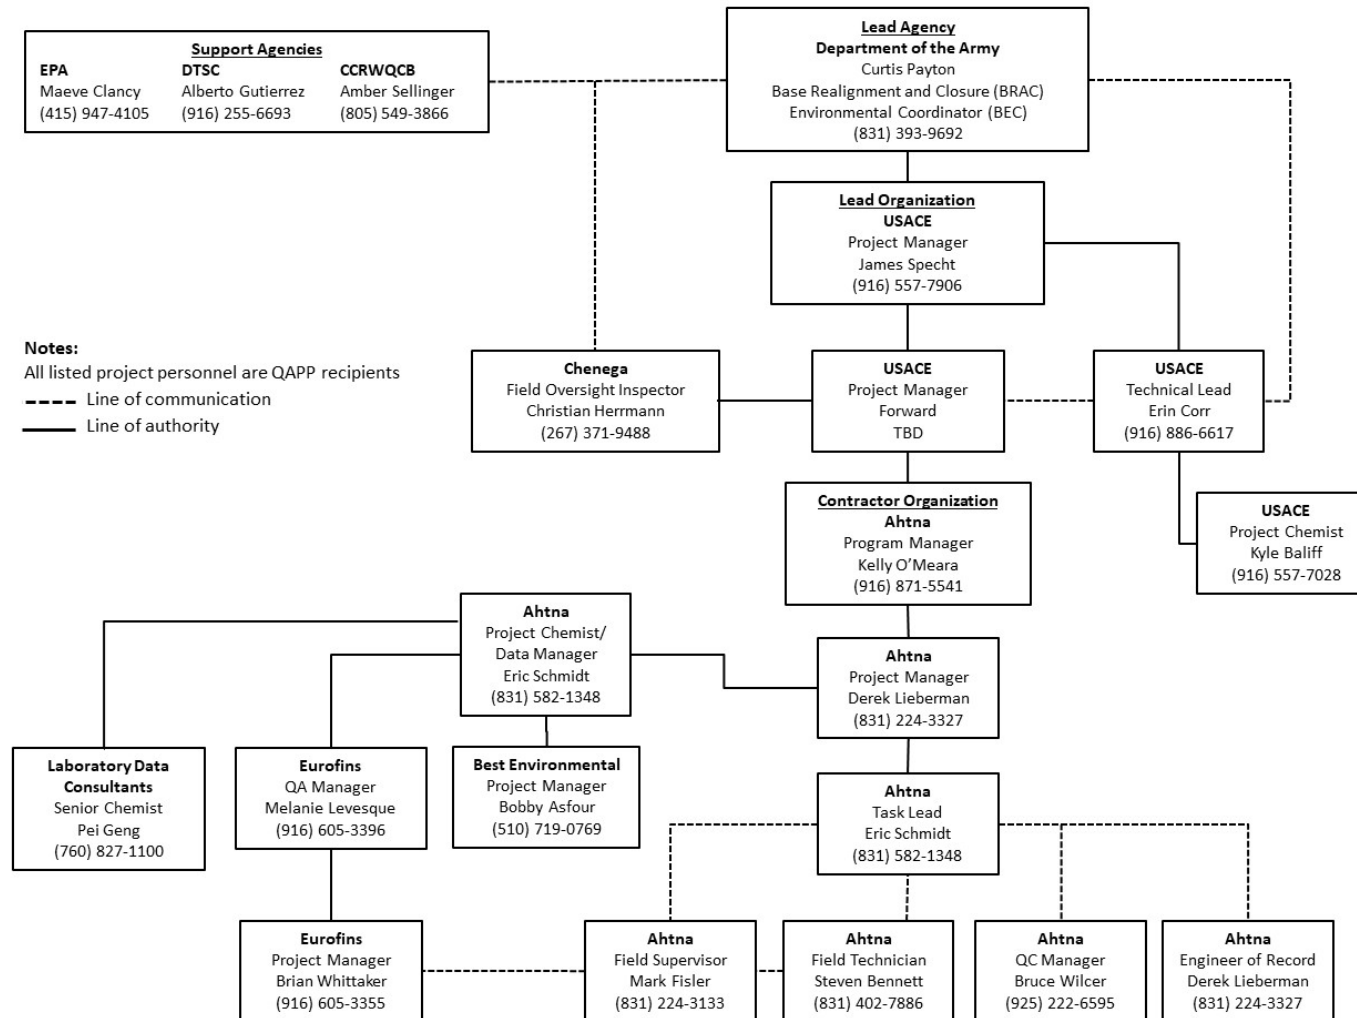 Support Agencies
EPA
Maeve Clancy
(415) 947-4105
DTSC
Alberto Gutierrez
(916) 255-6693
CCRWQCB
Amber Sellinger
(805) 549-3866
Lead Agency
Department of the Army
Curtis Payton
Base Realignment and Closure (BRAC)
Environmental Coordinator (BEC)
(831) 393-9692
Lead Organization
USACE
Project Manager
James Specht
(916) 557-7906
Notes:
All listed project personnel are QAPP recipients
Line of communication
Line of authority
Chenega
Field Oversight Inspector
Christian Herrmann
(267) 371-9488
USACE
Project Manager
Forward
TBD
USACE
Technical Lead
Erin Corr
(916) 886-6617
Contractor Organization
Ahtna
Program Manager
Kelly O’Meara
(916) 871-5541
USACE
Project Chemist
Kyle Baliff
(916) 557-7028
Ahtna
Project Chemist/
Data Manager
Eric Schmidt
(831) 582-1348
Ahtna
Project Manager
Derek Lieberman
(831) 224-3327
Laboratory Data
Consultants
Senior Chemist
Pei Geng
(760) 827-1100
Eurofins
QA Manager
Melanie Levesque
(916) 605-3396
Best Environmental
Project Manager
Bobby Asfour
(510) 719-0769
Ahtna
Task Lead
Eric Schmidt
(831) 582-1348
Eurofins
Project Manager
Brian Whittaker
(916) 605-3355
Ahtna
Field Supervisor
Mark Fisler
(831) 224-3133
Ahtna
Field Technician
Steven Bennett
(831) 402-7886
Ahtna
QC Manager
Bruce Wilcer
(925) 222-6595
Ahtna
Engineer of Record
Derek Lieberman
(831) 224-3327